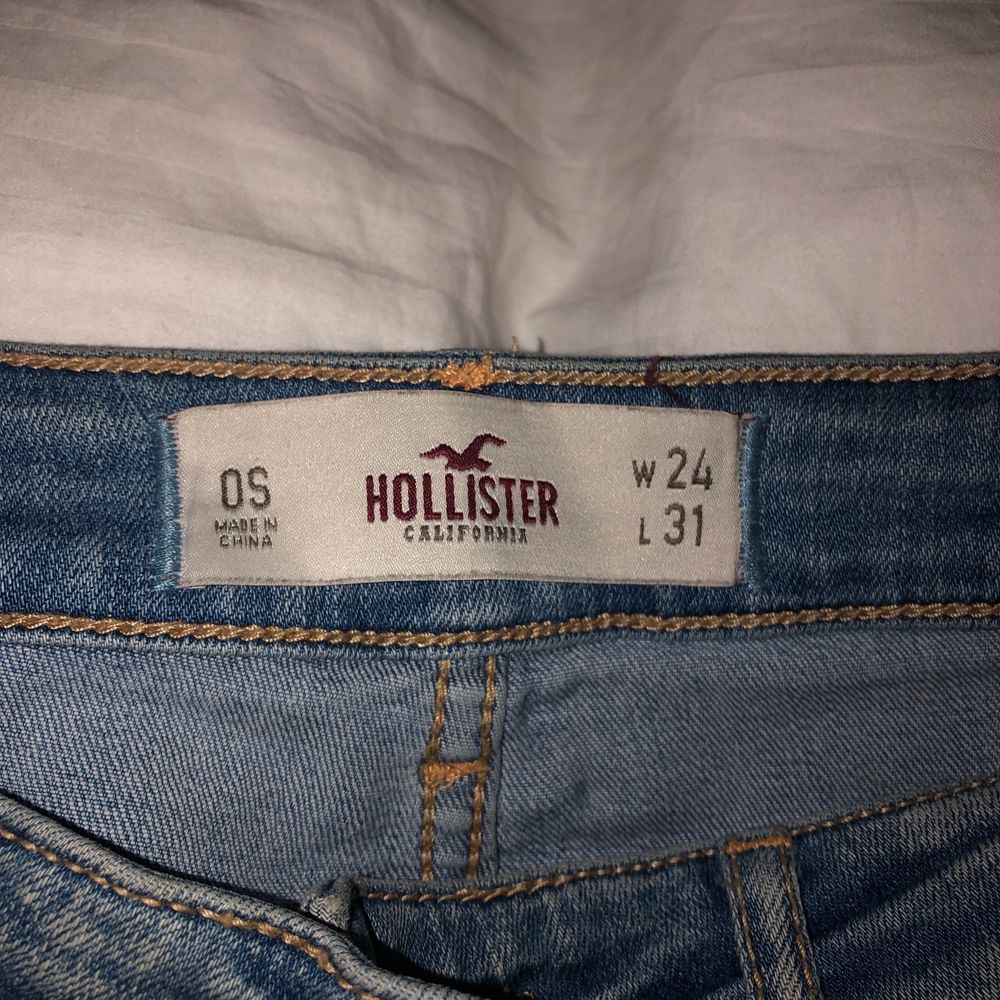 0S
MADE IN
CHINA
HOLLISTER
CALIFORNIA
W 24
L 31